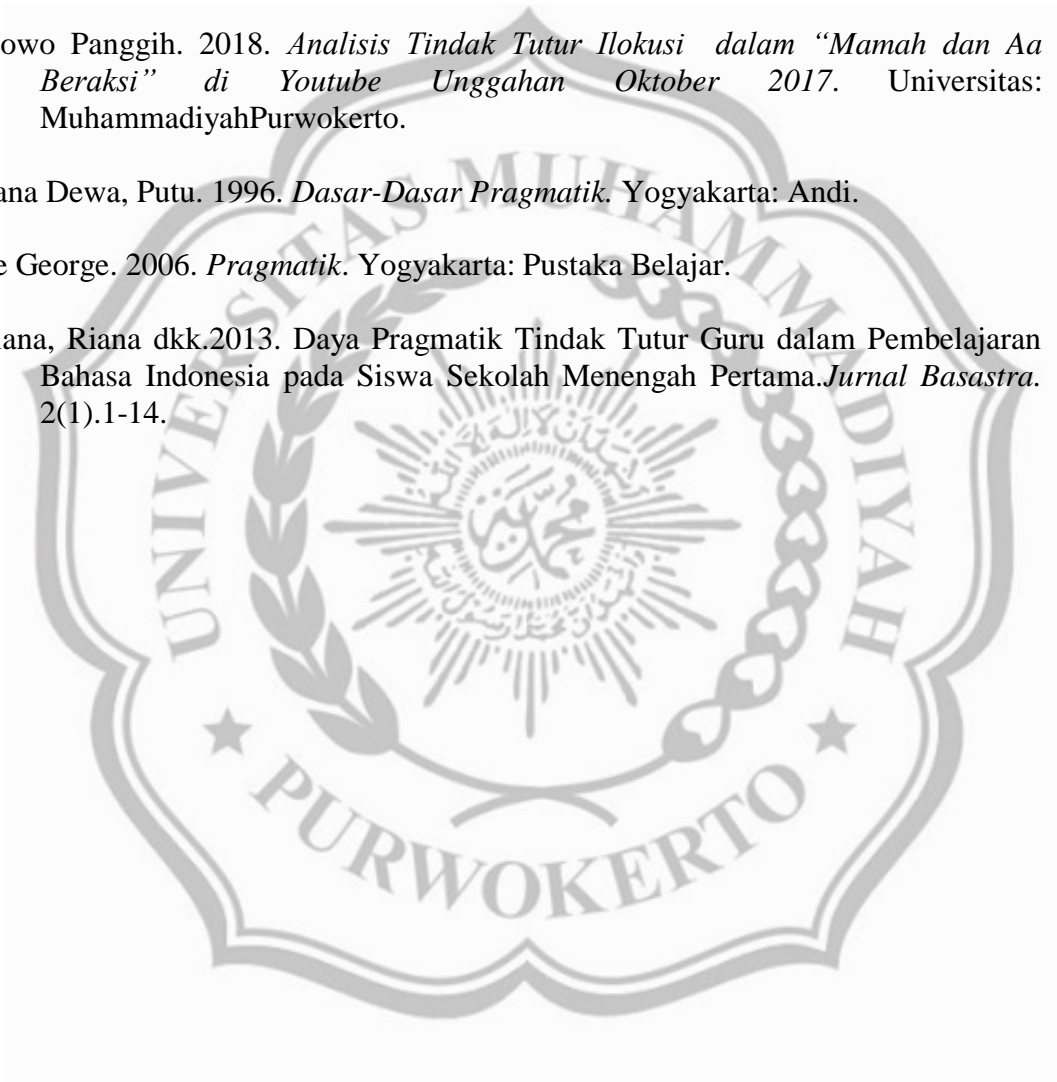 owo Panggih. 2018. Analisis Tindak Tutur Ilokusi dalam “Mamah dan Aa
Beraksi” di Youtube Unggahan Oktober 2017. Universitas:
MuhammadiyahPurwokerto.
ana Dewa, Putu. 1996. Dasar-Dasar Pragmatik. Yogyakarta: Andi.
e George. 2006. Pragmatik. Yogyakarta: Pustaka Belajar.
iana, Riana dkk.2013. Daya Pragmatik Tindak Tutur Guru dalam Pembelajaran
Bahasa Indonesia pada Siswa Sekolah Menengah Pertama.Jurnal Basastra.
2(1).1-14.
UNIVERSITAS MUHAMMADIYAH
PURWOKERTO